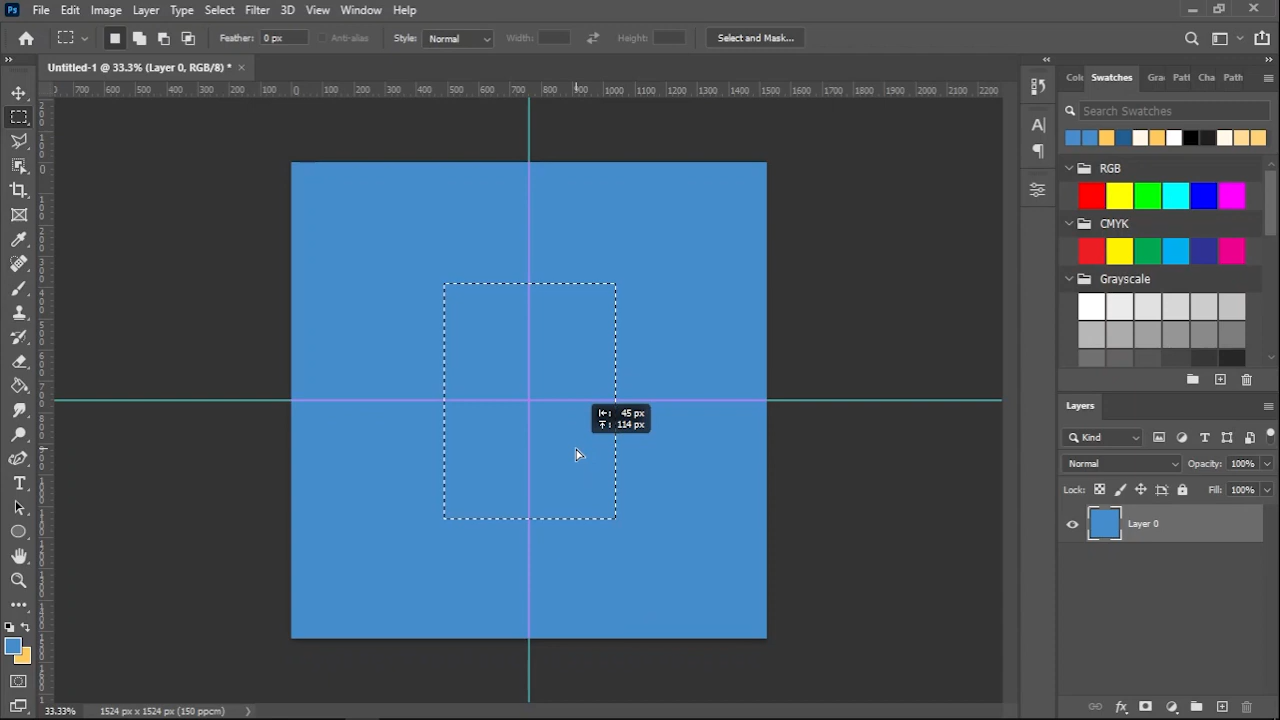 Ps File Edit Image Layer Type Select Filter 3D View Window Help
Feather: 0 px Anti-alias Style: Normal Width: Height: Select and Mask...
Untitled-1 @ 33.3% (Layer 0, RGB/8) * ×
Swatches Cha Path
700 600 500 400 300 200 100 0 100 200 300 400 500 600 700 800 900 1000 1100 1200 1300 1400 1500 1600 1700 1800 1900 2000 2100 2200
Search Swatches
RGB
CMYK
Grayscale
: 45 px
: 114 px
Layers
Kind
Normal Opacity: 100%
Lock: Fill: 100%
Layer 0
33.33% 1524 px x 1524 px (150 ppcm)